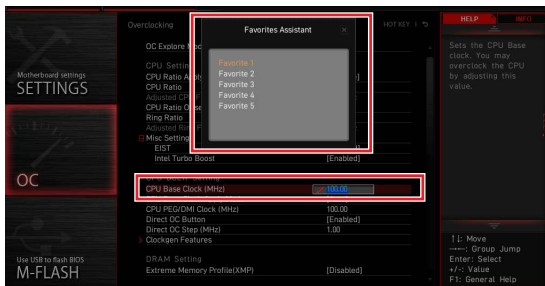 Overclocking
HOT KEY
HELP
INFO
Favorites Assistant
Favorite 1
Favorite 2
Favorite 3
Favorite 4
Favorite 5
Motherboard settings
SETTINGS
OC
Use USB to flash BIOS
M-FLASH
OC Explore Mod
CPU Setting
CPU Ratio Apply
CPU Ratio
Adjusted CPU F
CPU Ratio Offse
Ring Ratio
Adjusted Ring F
Misc Setting
EIST
Intel Turbo Boost [Enabled]
CPU Base Clock (MHz) 100.00
CPU PEG/DMI Clock (MHz) 100.00
Direct OC Button [Enabled]
Direct OC Step (MHz) 1.00
Clockgen Features
DRAM Setting
Extreme Memory Profile(XMP) [Disabled]
Sets the CPU Base
clock. You may
overclock the CPU
by adjusting this
value.
↑↓: Move
→←: Group Jump
Enter: Select
+/-: Value
F1: General Help